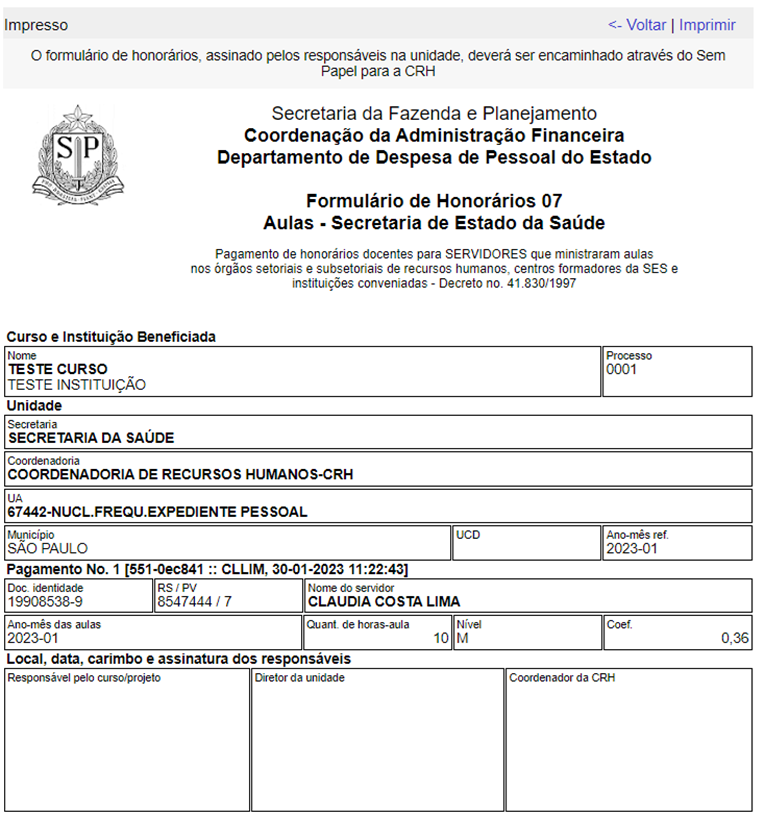 Impresso
<- Voltar | Imprimir
O formulário de honorários, assinado pelos responsáveis na unidade, deverá ser encaminhado através do Sem
Papel para a CRH
SP
Secretaria da Fazenda e Planejamento
Coordenação da Administração Financeira
Departamento de Despesa de Pessoal do Estado
Formulário de Honorários 07
Aulas - Secretaria de Estado da Saúde
Pagamento de honorários docentes para SERVIDORES que ministraram aulas
nos órgãos setoriais e subsetoriais de recursos humanos, centros formadores da SES e
instituições conveniadas - Decreto no. 41.830/1997
Curso e Instituição Beneficiada
Nome
TESTE CURSO
TESTE INSTITUIÇÃO
Processo
0001
Unidade
Secretaria
SECRETARIA DA SAÚDE
Coordenadoria
COORDENADORIA DE RECURSOS HUMANOS-CRH
UA
67442-NUCL.FREQU.EXPEDIENTE PESSOAL
Município
SÃO PAULO
UCD
Ano-mês ref.
2023-01
Pagamento No. 1 [551-0ec841 :: CLLIM, 30-01-2023 11:22:43]
Doc. identidade
19908538-9
RS / PV
8547444 / 7
Nome do servidor
CLAUDIA COSTA LIMA
Ano-mês das aulas
2023-01
Quant. de horas-aula
10
Nível
M
Coef.
0,36
Local, data, carimbo e assinatura dos responsáveis
Responsável pelo curso/projeto
Diretor da unidade
Coordenador da CRH